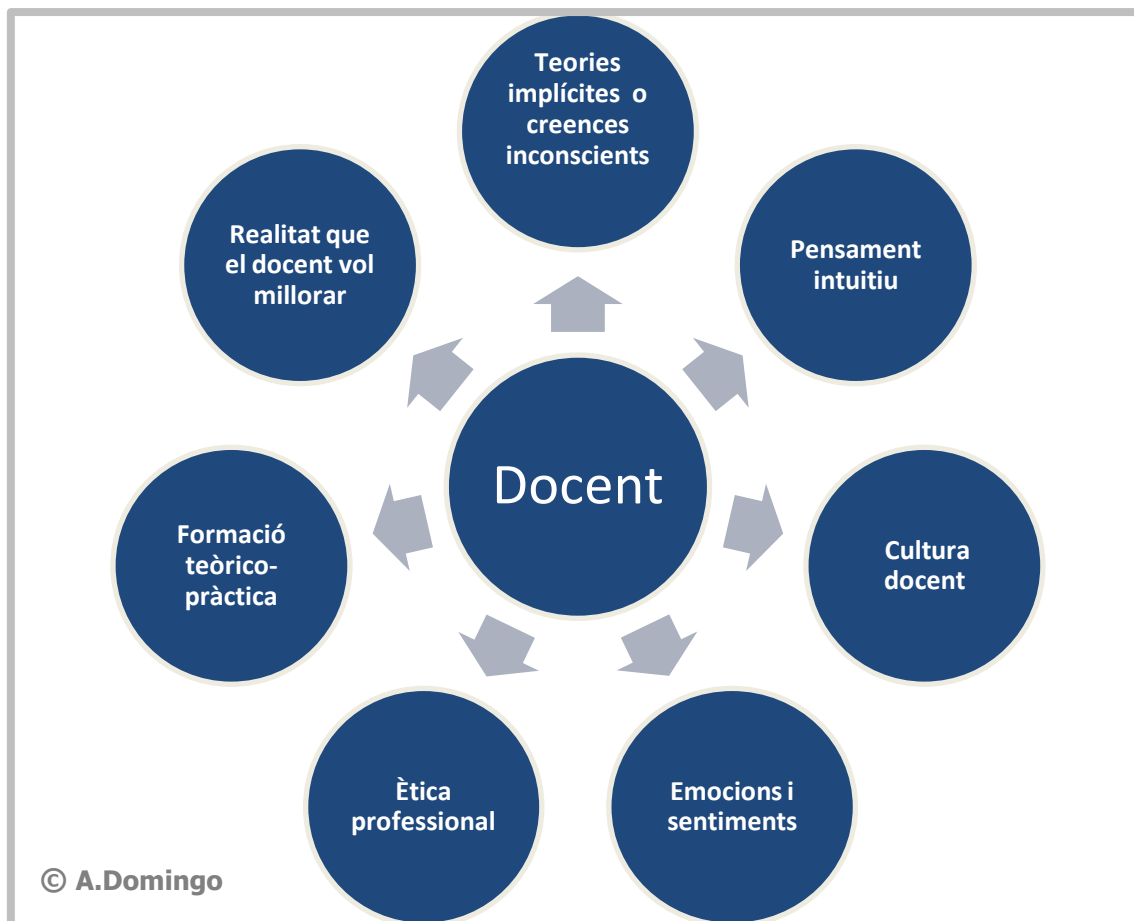 Teories
implícites o
creences
inconscients
Pensament
intuitiu
Cultura
docent
Emocions i
sentiments
Ètica
professional
Formació
teòrico-
pràctica
Realitat que
el docent vol
millorar
Docent
© A.Domingo